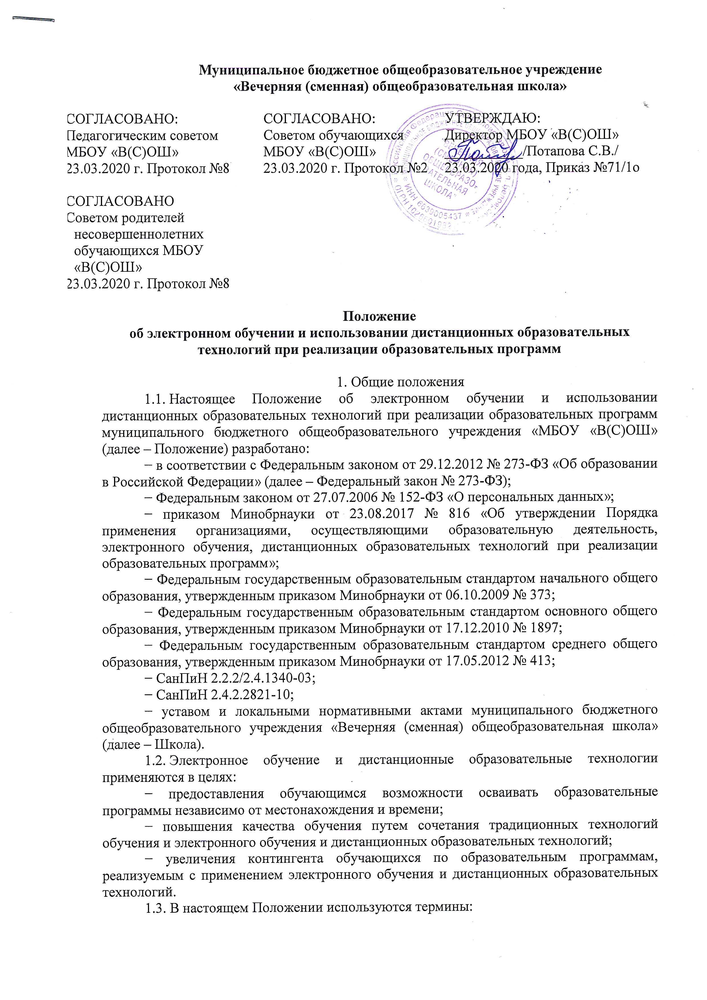 Муниципальное бюджетное общеобразовательное учреждение
«Вечерняя (сменная) общеобразовательная школа»
СОГЛАСОВАНО:
Педагогическим советом
МБОУ «В(С)ОШ»
23.03.2020 г. Протокол №8
СОГЛАСОВАНО:
Советом обучающихся
МБОУ «В(С)ОШ»
23.03.2020 г. Протокол №2
УТВЕРЖДАЮ:
Директор МБОУ «В(С)ОШ»
/Потапова С.В./
23.03.2020 года, Приказ №71/1о
(СМЕННАЯ)
ОБЩЕОБРАЗО-
ВАТЕЛЬНАЯ
ШКОЛА"
ИНН 6639005437
СОГЛАСОВАНО
Советом родителей
несовершеннолетних
обучающихся МБОУ
«В(С)ОШ»
23.03.2020 г. Протокол №8
Положение
об электронном обучении и использовании дистанционных образовательных
технологий при реализации образовательных программ
1. Общие положения
1.1. Настоящее Положение об электронном обучении и использовании
дистанционных образовательных технологий при реализации образовательных программ
муниципального бюджетного общеобразовательного учреждения «МБОУ «В(С)ОШ»
(далее – Положение) разработано:
− в соответствии с Федеральным законом от 29.12.2012 № 273-ФЗ «Об образовании
в Российской Федерации» (далее – Федеральный закон № 273-ФЗ);
− Федеральным законом от 27.07.2006 № 152-ФЗ «О персональных данных»;
− приказом Минобрнауки от 23.08.2017 № 816 «Об утверждении Порядка
применения организациями, осуществляющими образовательную деятельность,
электронного обучения, дистанционных образовательных технологий при реализации
образовательных программ»;
− Федеральным государственным образовательным стандартом начального общего
образования, утвержденным приказом Минобрнауки от 06.10.2009 № 373;
− Федеральным государственным образовательным стандартом основного общего
образования, утвержденным приказом Минобрнауки от 17.12.2010 № 1897;
− Федеральным государственным образовательным стандартом среднего общего
образования, утвержденным приказом Минобрнауки от 17.05.2012 № 413;
− СанПиН 2.2.2/2.4.1340-03;
− СанПиН 2.4.2.2821-10;
− уставом и локальными нормативными актами муниципального бюджетного
общеобразовательного учреждения «Вечерняя (сменная) общеобразовательная школа»
(далее – Школа).
1.2. Электронное обучение и дистанционные образовательные технологии
применяются в целях:
− предоставления обучающимся возможности осваивать образовательные
программы независимо от местонахождения и времени;
− повышения качества обучения путем сочетания традиционных технологий
обучения и электронного обучения и дистанционных образовательных технологий;
− увеличения контингента обучающихся по образовательным программам,
реализуемым с применением электронного обучения и дистанционных образовательных
технологий.
1.3. В настоящем Положении используются термины: